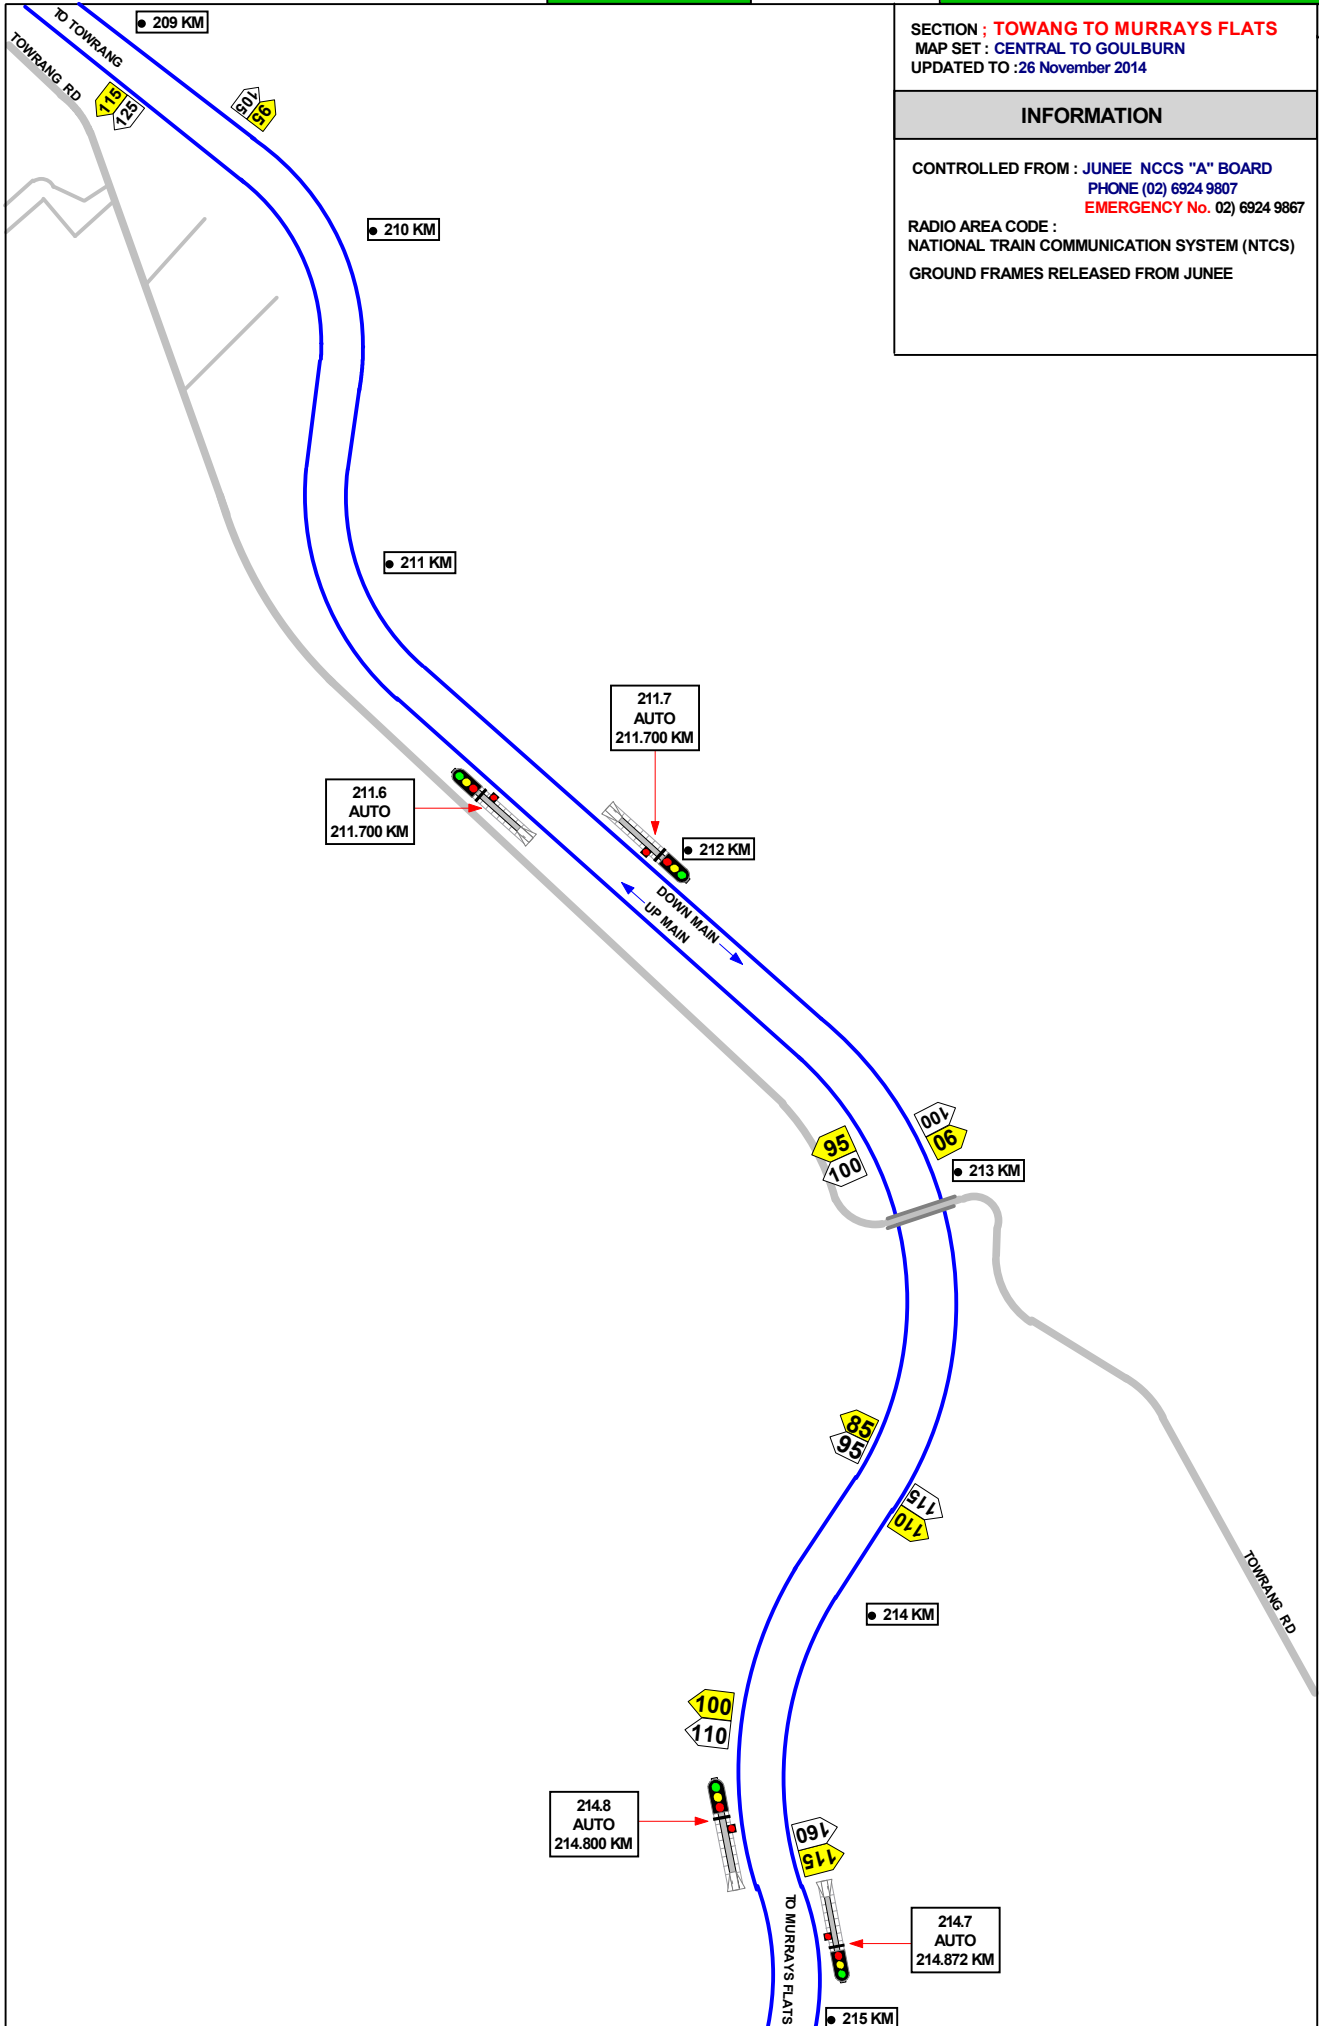 SECTION ; TOWANG TO MURRAYS FLATS
MAP SET : CENTRAL TO GOULBURN
UPDATED TO :26 November 2014
INFORMATION
CONTROLLED FROM : JUNEE NCCS "A" BOARD
PHONE (02) 6924 9807
EMERGENCY No. 02) 6924 9867
RADIO AREA CODE :
NATIONAL TRAIN COMMUNICATION SYSTEM (NTCS)
GROUND FRAMES RELEASED FROM JUNEE
TO TOWRANG
209 KM
TOWRANG RD
115
125
105
95
210 KM
211 KM
211.7
AUTO
211.700 KM
211.6
AUTO
211.700 KM
212 KM
DOWN MAIN
UP MAIN
100
90
95
100
213 KM
85
95
115
110
TOWRANG RD
214 KM
100
110
214.8
AUTO
214.800 KM
160
115
TO MURRAYS FLATS
214.7
AUTO
214.872 KM
215 KM